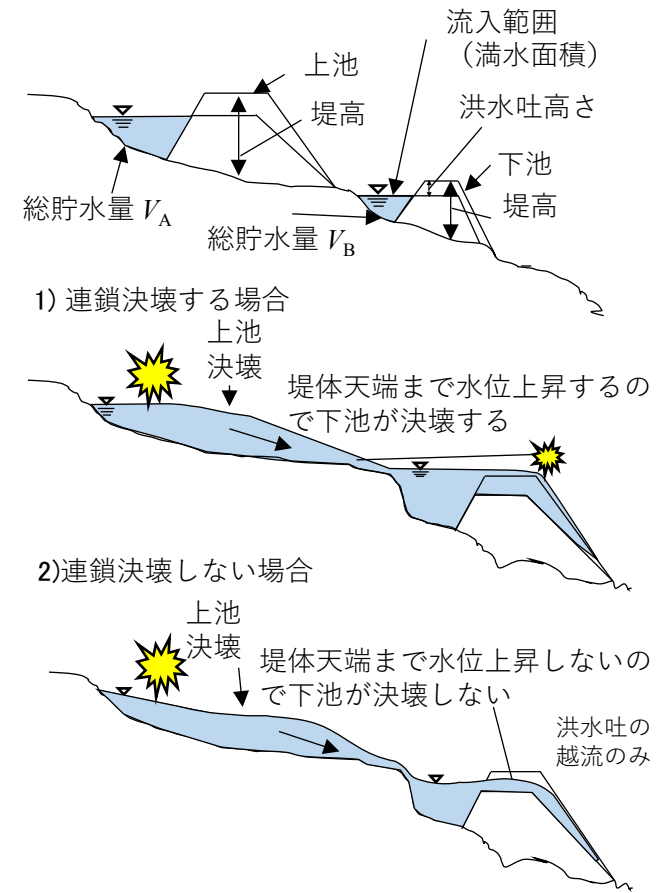 流入範囲
（満水面積）
上池
洪水吐高さ
堤高
下池
堤高
総貯水量 VA
総貯水量 VB
1) 連鎖決壊する場合
上池
決壊
堤体天端まで水位上昇するの
で下池が決壊する
2)連鎖決壊しない場合
上池
決壊
堤体天端まで水位上昇しないの
で下池が決壊しない
洪水吐の
越流のみ